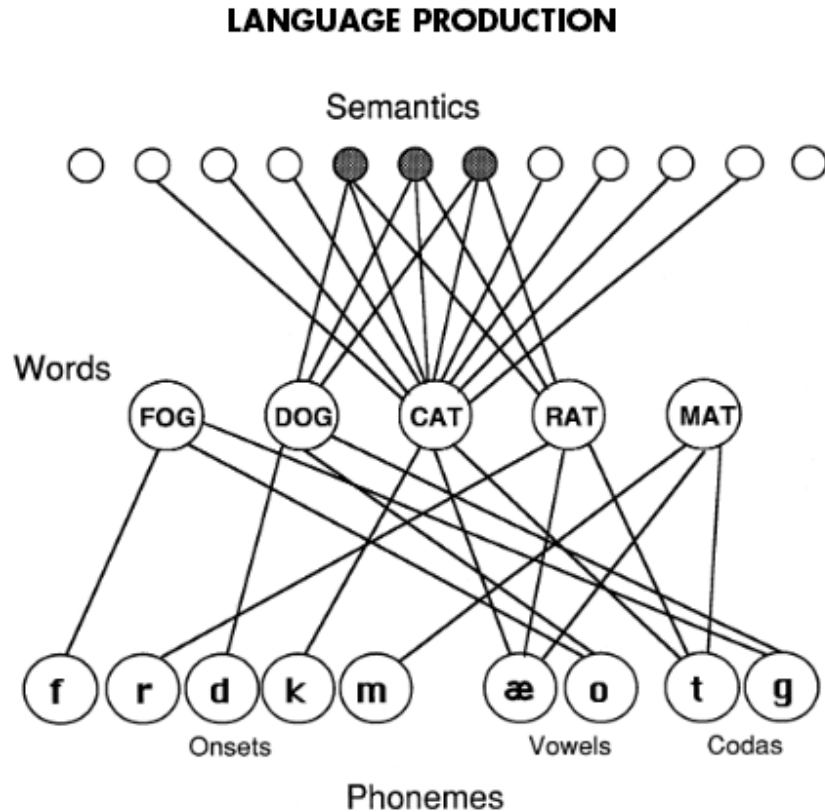 LANGUAGE PRODUCTION
Semantics
Words
FOG DOG CAT RAT MAT
f r d k m æ o t g
Onsets Vowels Codas
Phonemes